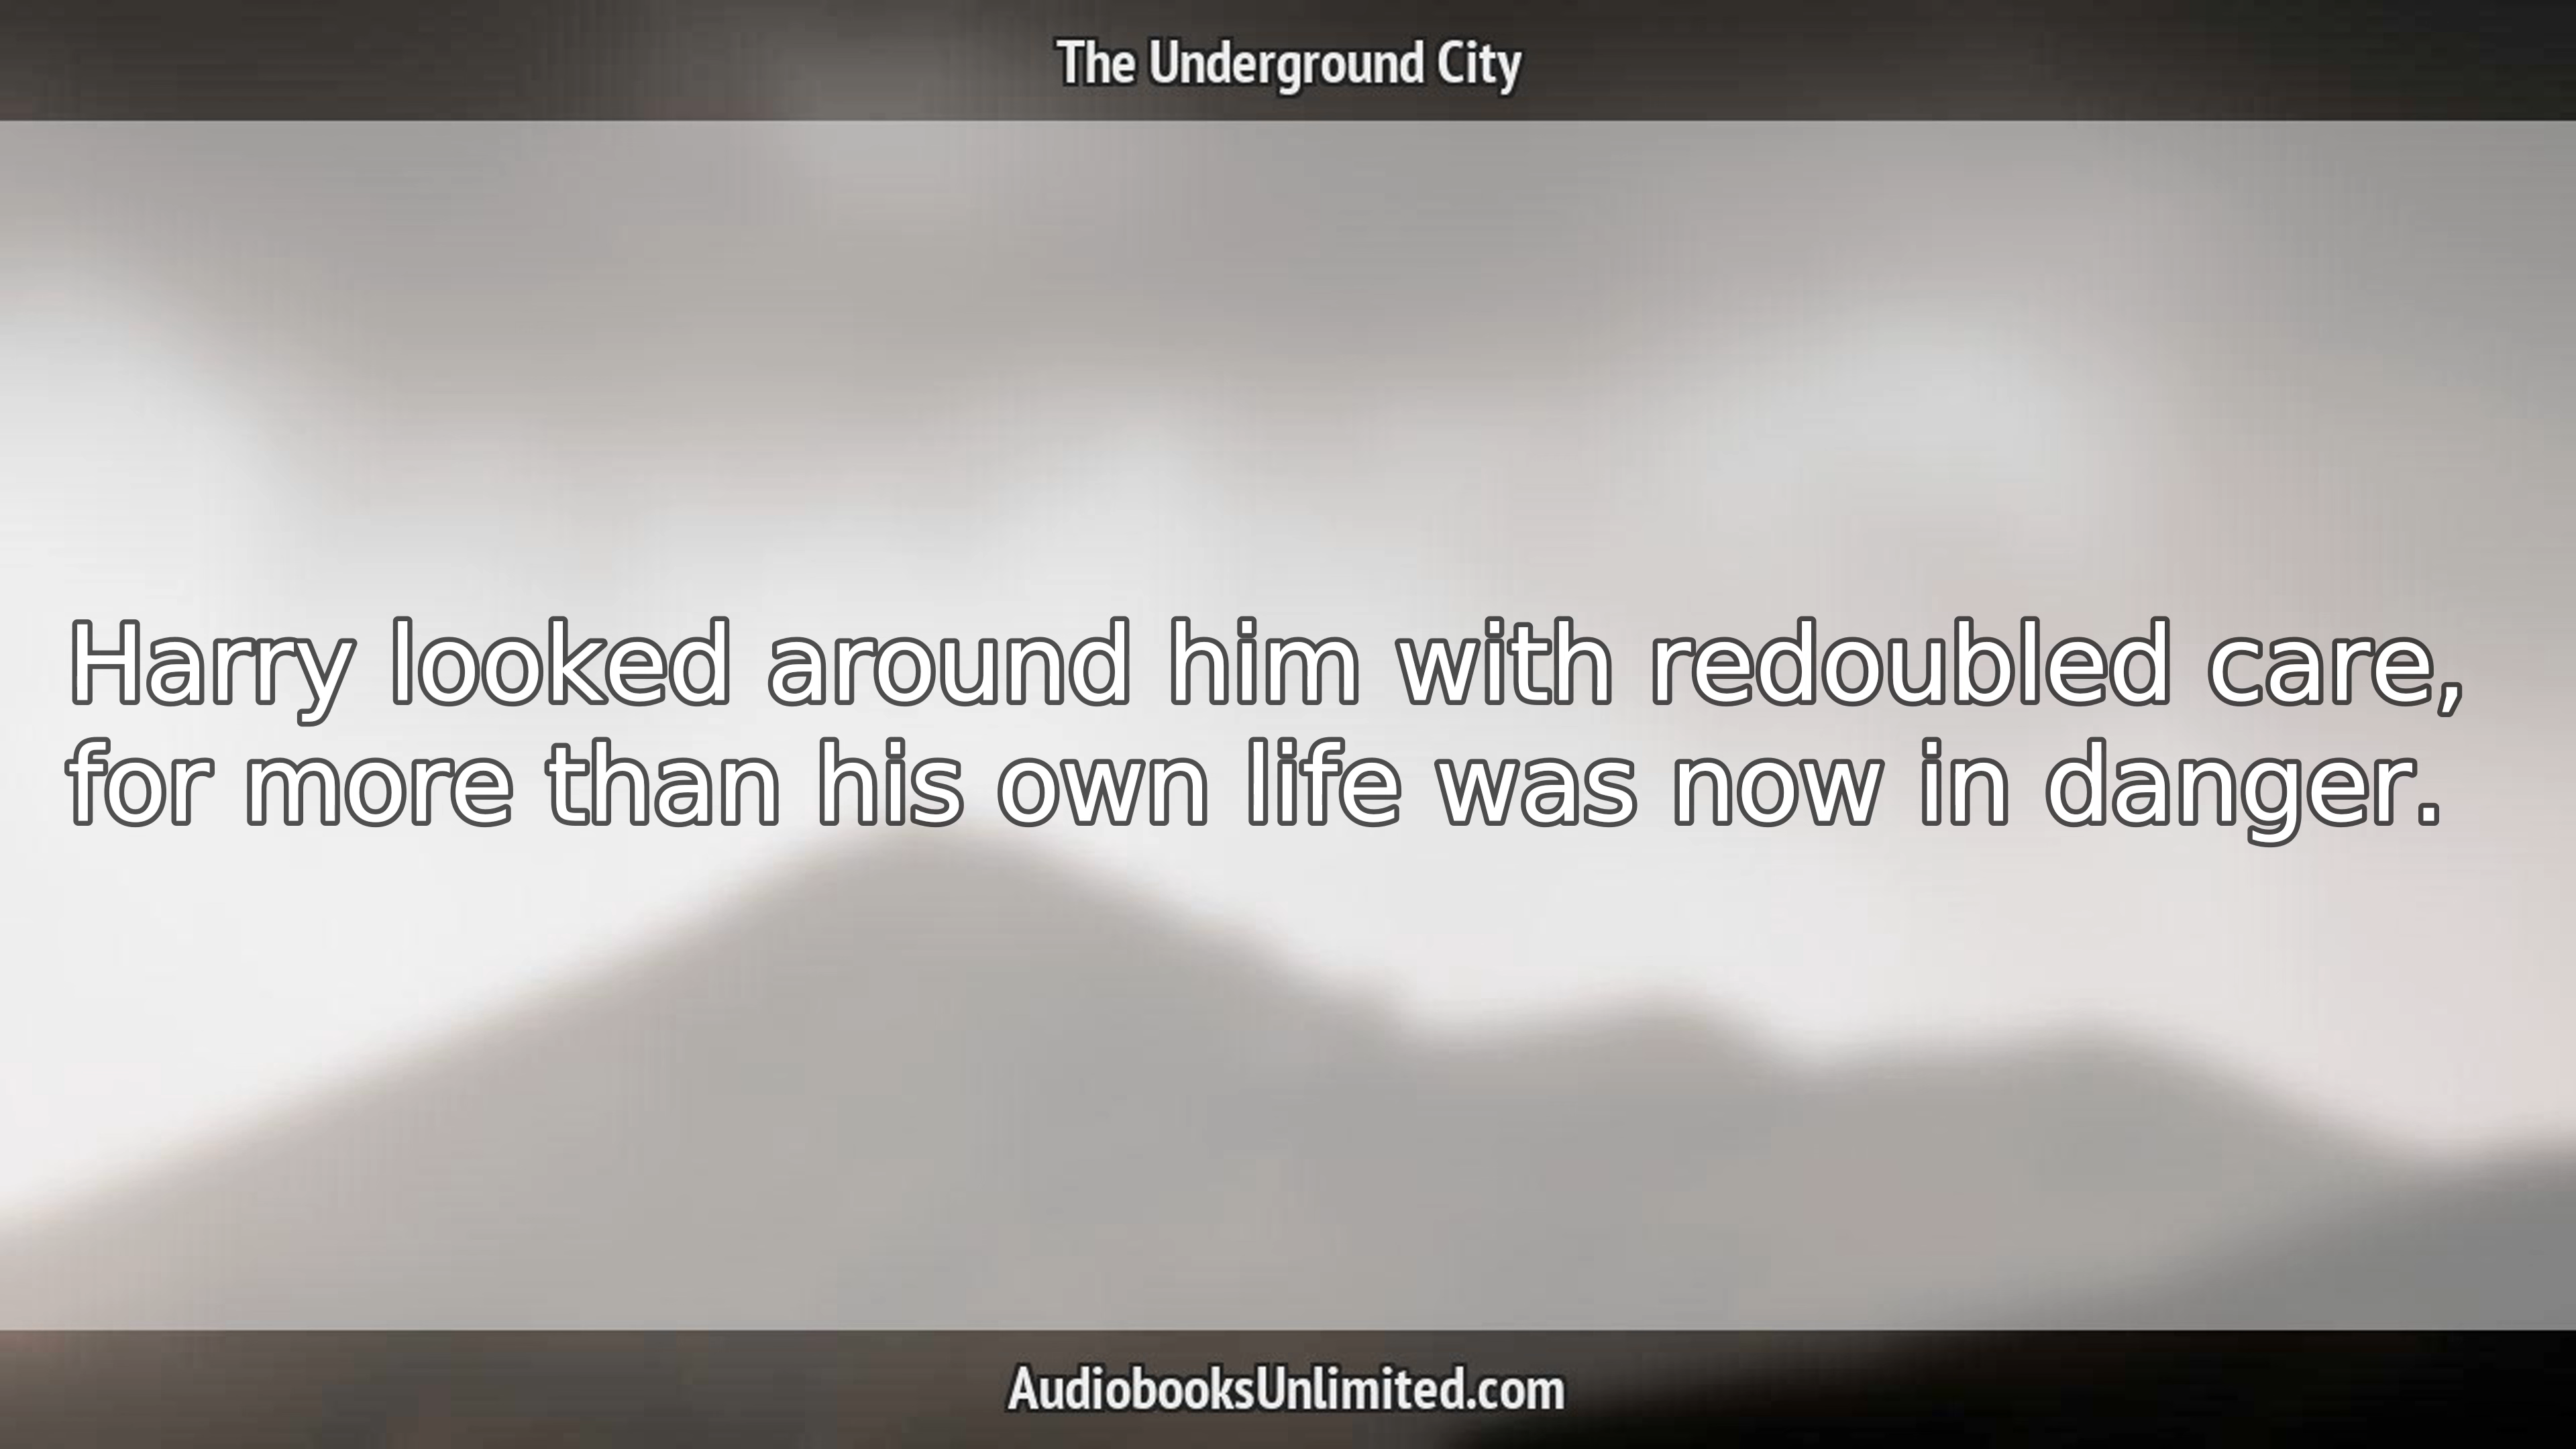 The Underground City
Harry looked around him with redoubled care,
for more than his own life was now in danger.
AudiobooksUnlimited.com